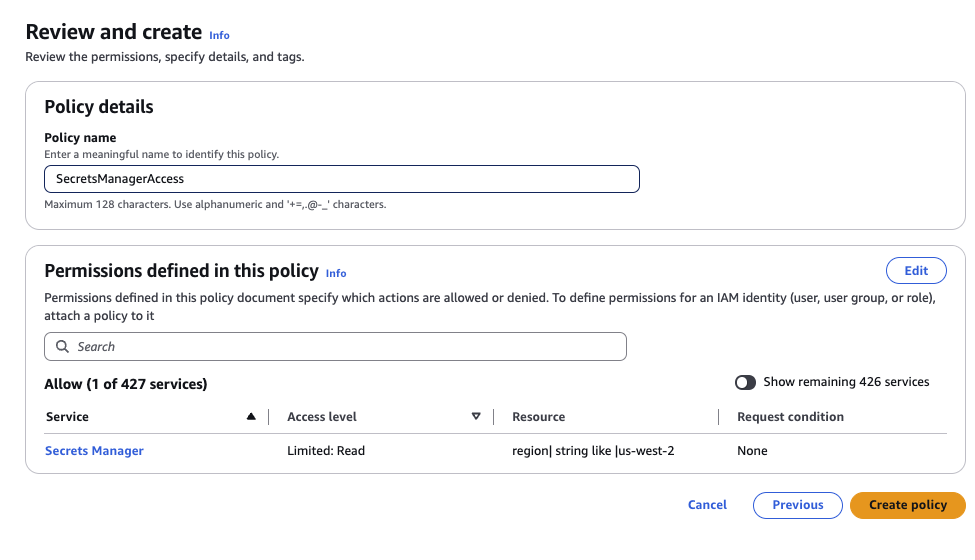 Review and create Info
Review the permissions, specify details, and tags.
Policy details
Policy name
Enter a meaningful name to identify this policy.
SecretsManagerAccess
Maximum 128 characters. Use alphanumeric and '+=,.@-_' characters.
Permissions defined in this policy Info
Edit
Permissions defined in this policy document specify which actions are allowed or denied. To define permissions for an IAM identity (user, user group, or role),
attach a policy to it
Search
Allow (1 of 427 services)
Show remaining 426 services
Service Access level Resource Request condition
Secrets Manager Limited: Read region| string like |us-west-2 None
Cancel Previous Create policy